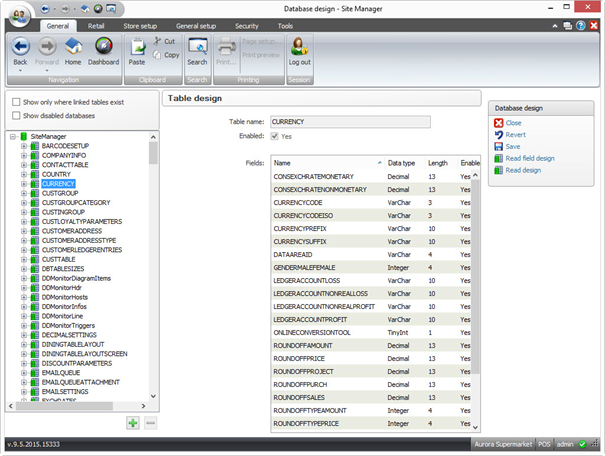 Database design - Site Manager
General Retail Store setup General setup Security Tools
Back Forward Home Dashboard Paste Cut Copy Search Print... Page setup... Print preview Log out
Navigation Clipboard Search Printing Session
Show only where linked tables exist
Show disabled databases
SiteManager
BARCODESETUP
COMPANYINFO
CONTACTTABLE
COUNTRY
CURRENCY
CUSTGROUP
CUSTGROUPCATEGORY
CUSTINGROUP
CUSTLOYALTYPARAMETERS
CUSTOMERADDRESS
CUSTOMERADDRESSTYPE
CUSTOMERLEDGERENTRIES
CUSTTABLE
DBTABLESIZES
DDMonitorDiagramItems
DDMonitorHdr
DDMonitorHosts
DDMonitorInfos
DDMonitorLine
DDMonitorTriggers
DECIMALSETTINGS
DININGTABLELAYOUT
DININGTABLELAYOUTSCREEN
DISCOUNTPARAMETERS
EMAILQUEUE
EMAILQUEUEATTACHMENT
EMAILSETTINGS
EXCHRATES
Table design
Table name: CURRENCY
Enabled: Yes
Fields:
Name Data type Length Enable
CONSEXCHRATEMONETARY Decimal 13 Yes
CONSEXCHRATENONMONETARY Decimal 13 Yes
CURRENCYCODE VarChar 3 Yes
CURRENCYCODEISO VarChar 3 Yes
CURRENCYPREFIX VarChar 10 Yes
CURRENCYSUFFIX VarChar 10 Yes
DATAAREAID VarChar 4 Yes
GENDERMALEFEMALE Integer 4 Yes
LEDGERACCOUNTLOSS VarChar 10 Yes
LEDGERACCOUNTNONREALLOSS VarChar 10 Yes
LEDGERACCOUNTNONREALPROFIT VarChar 10 Yes
LEDGERACCOUNTPROFIT VarChar 10 Yes
ONLINECONVERSIONTOOL TinyInt 1 Yes
ROUNDOFFAMOUNT Decimal 13 Yes
ROUNDOFFPRICE Decimal 13 Yes
ROUNDOFFPROJECT Decimal 13 Yes
ROUNDOFFPURCH Decimal 13 Yes
ROUNDOFFSALES Decimal 13 Yes
ROUNDOFFTYPEAMOUNT Integer 4 Yes
ROUNDOFFTYPEPRICE Integer 4 Yes
Database design
Close
Revert
Save
Read field design
Read design
v.9.5.2015.15333 Aurora Supermarket POS admin